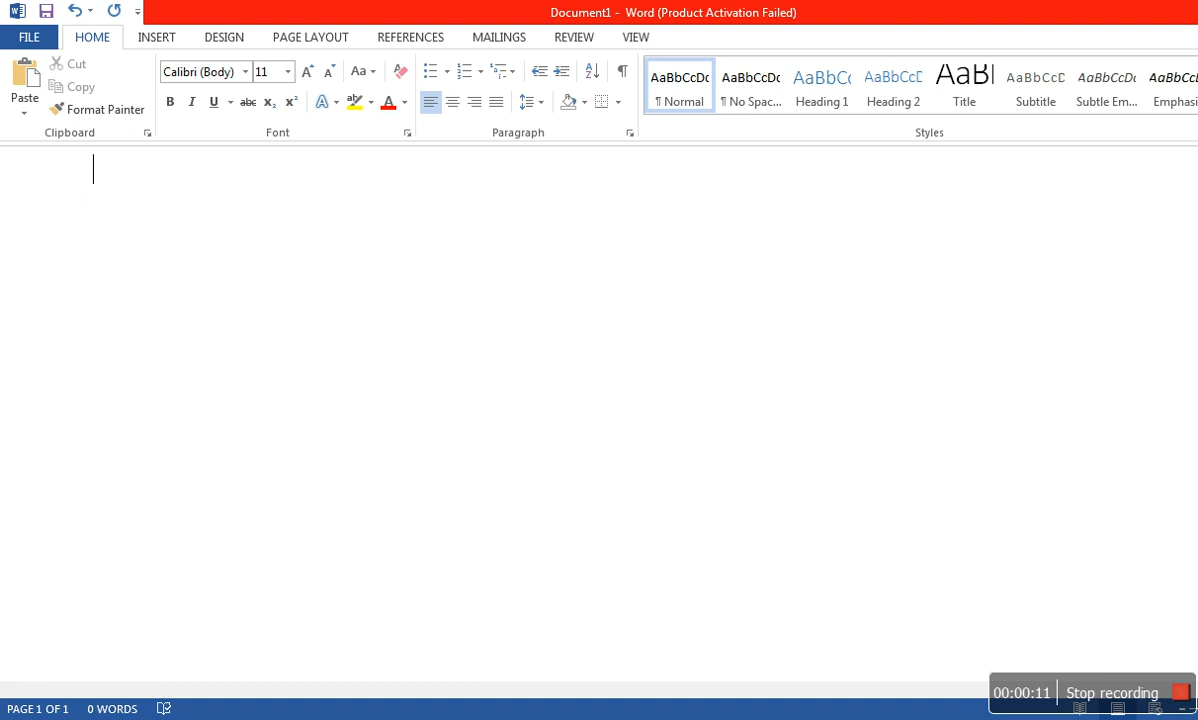 Document1 - Word (Product Activation Failed)
FILE HOME INSERT DESIGN PAGE LAYOUT REFERENCES MAILINGS REVIEW VIEW
Paste
Cut
Copy
Format Painter
Clipboard
Calibri (Body) 11 Aa
B I U abc x₂ x² A ab A
Font
A Z ¶
Paragraph
AaBbCcDc AaBbCcDc AaBbCc AaBbCcD AaBl AaBbCcD AaBbCcDc AaBbCcDc
¶ Normal ¶ No Spac... Heading 1 Heading 2 Title Subtitle Subtle Em... Emphasi
Styles
00:00:11 Stop recording
PAGE 1 OF 1 0 WORDS